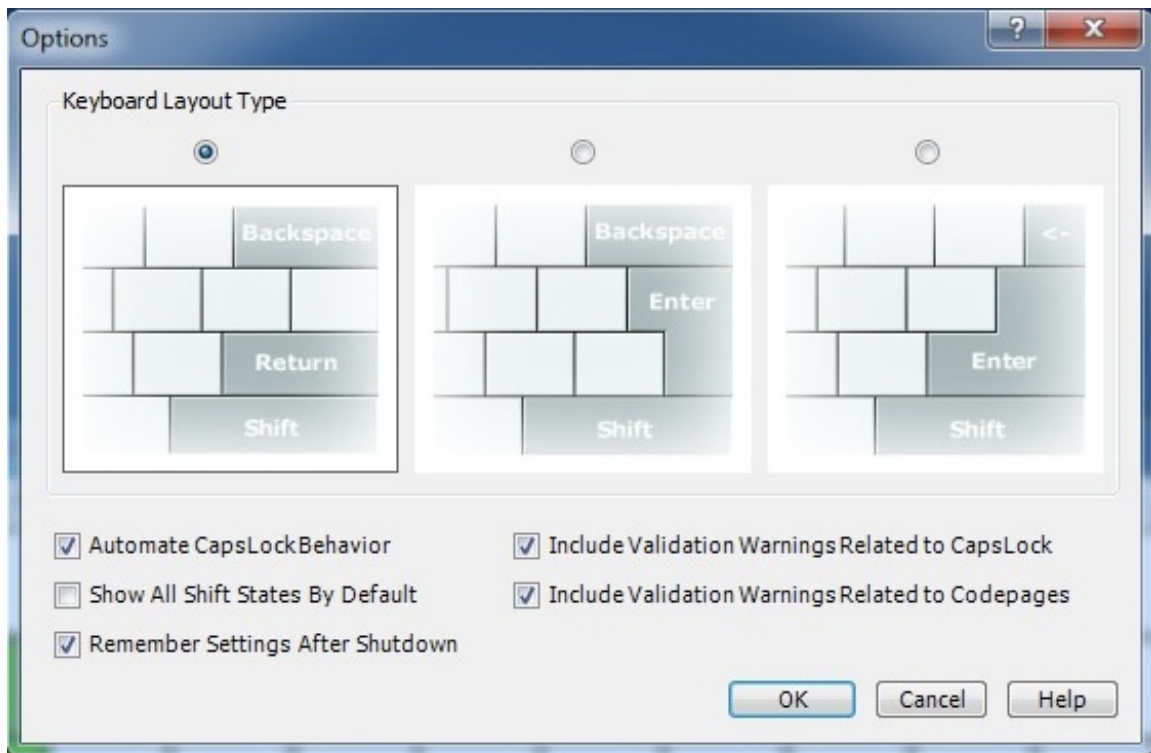 Options
?
X
Keyboard Layout Type
Backspace
Return
Shift
Backspace
Enter
Shift
<-
Enter
Shift
Automate CapsLock Behavior
Show All Shift States By Default
Remember Settings After Shutdown
Include Validation Warnings Related to CapsLock
Include Validation Warnings Related to Codepages
OK
Cancel
Help